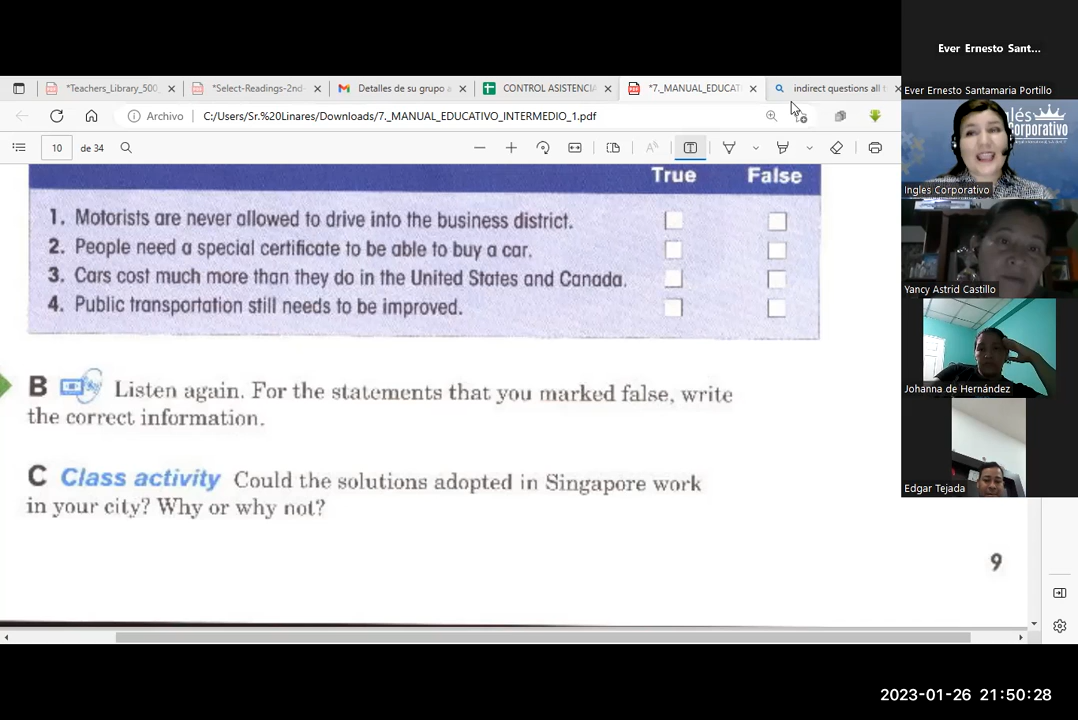 Ever Ernesto Sant...
Ever Ernesto Santamaria Portillo
*Teachers_Library_500_
*Select-Readings-2nd-
Detalles de su grupo a
CONTROL ASISTENCI
*7._MANUAL_EDUCAT
indirect questions all
Archivo
C:/Users/Sr.%20Linares/Downloads/7._MANUAL_EDUCATIVO_INTERMEDIO_1.pdf
10 de 34
True False
1. Motorists are never allowed to drive into the business district.
2. People need a special certificate to be able to buy a car.
3. Cars cost much more than they do in the United States and Canada.
4. Public transportation still needs to be improved.
B Listen again. For the statements that you marked false, write
the correct information.
C Class activity Could the solutions adopted in Singapore work
in your city? Why or why not?
9
lés
Corporativo
Ingles Corporativo
Yancy Astrid Castillo
Johanna de Hernández
Edgar Tejada
2023-01-26 21:50:28